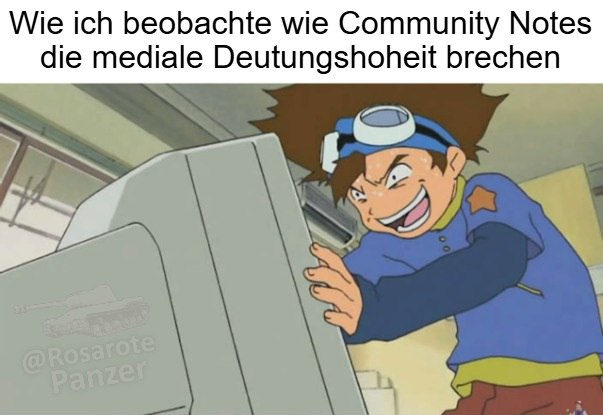 Wie ich beobachte wie Community Notes
die mediale Deutungshoheit brechen
@Rosarote
Panzer